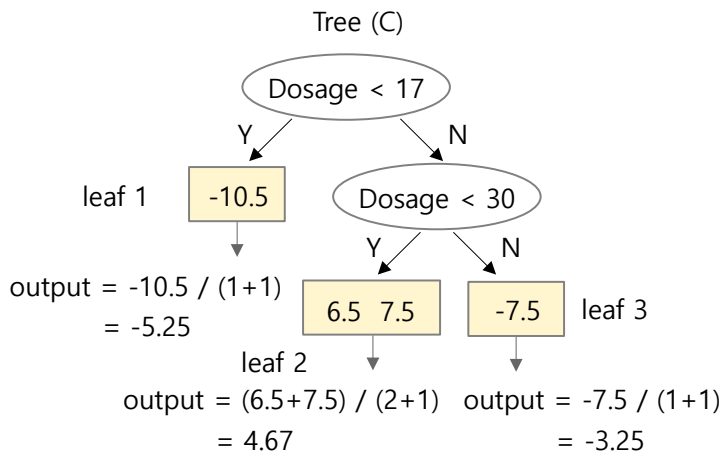 Tree (C)
Dosage < 17
Y
N
leaf 1
-10.5
Dosage < 30
Y
N
output = -10.5 / (1+1)
= -5.25
6.5 7.5
-7.5
leaf 3
leaf 2
output = (6.5+7.5) / (2+1)
= 4.67
output = -7.5 / (1+1)
= -3.25